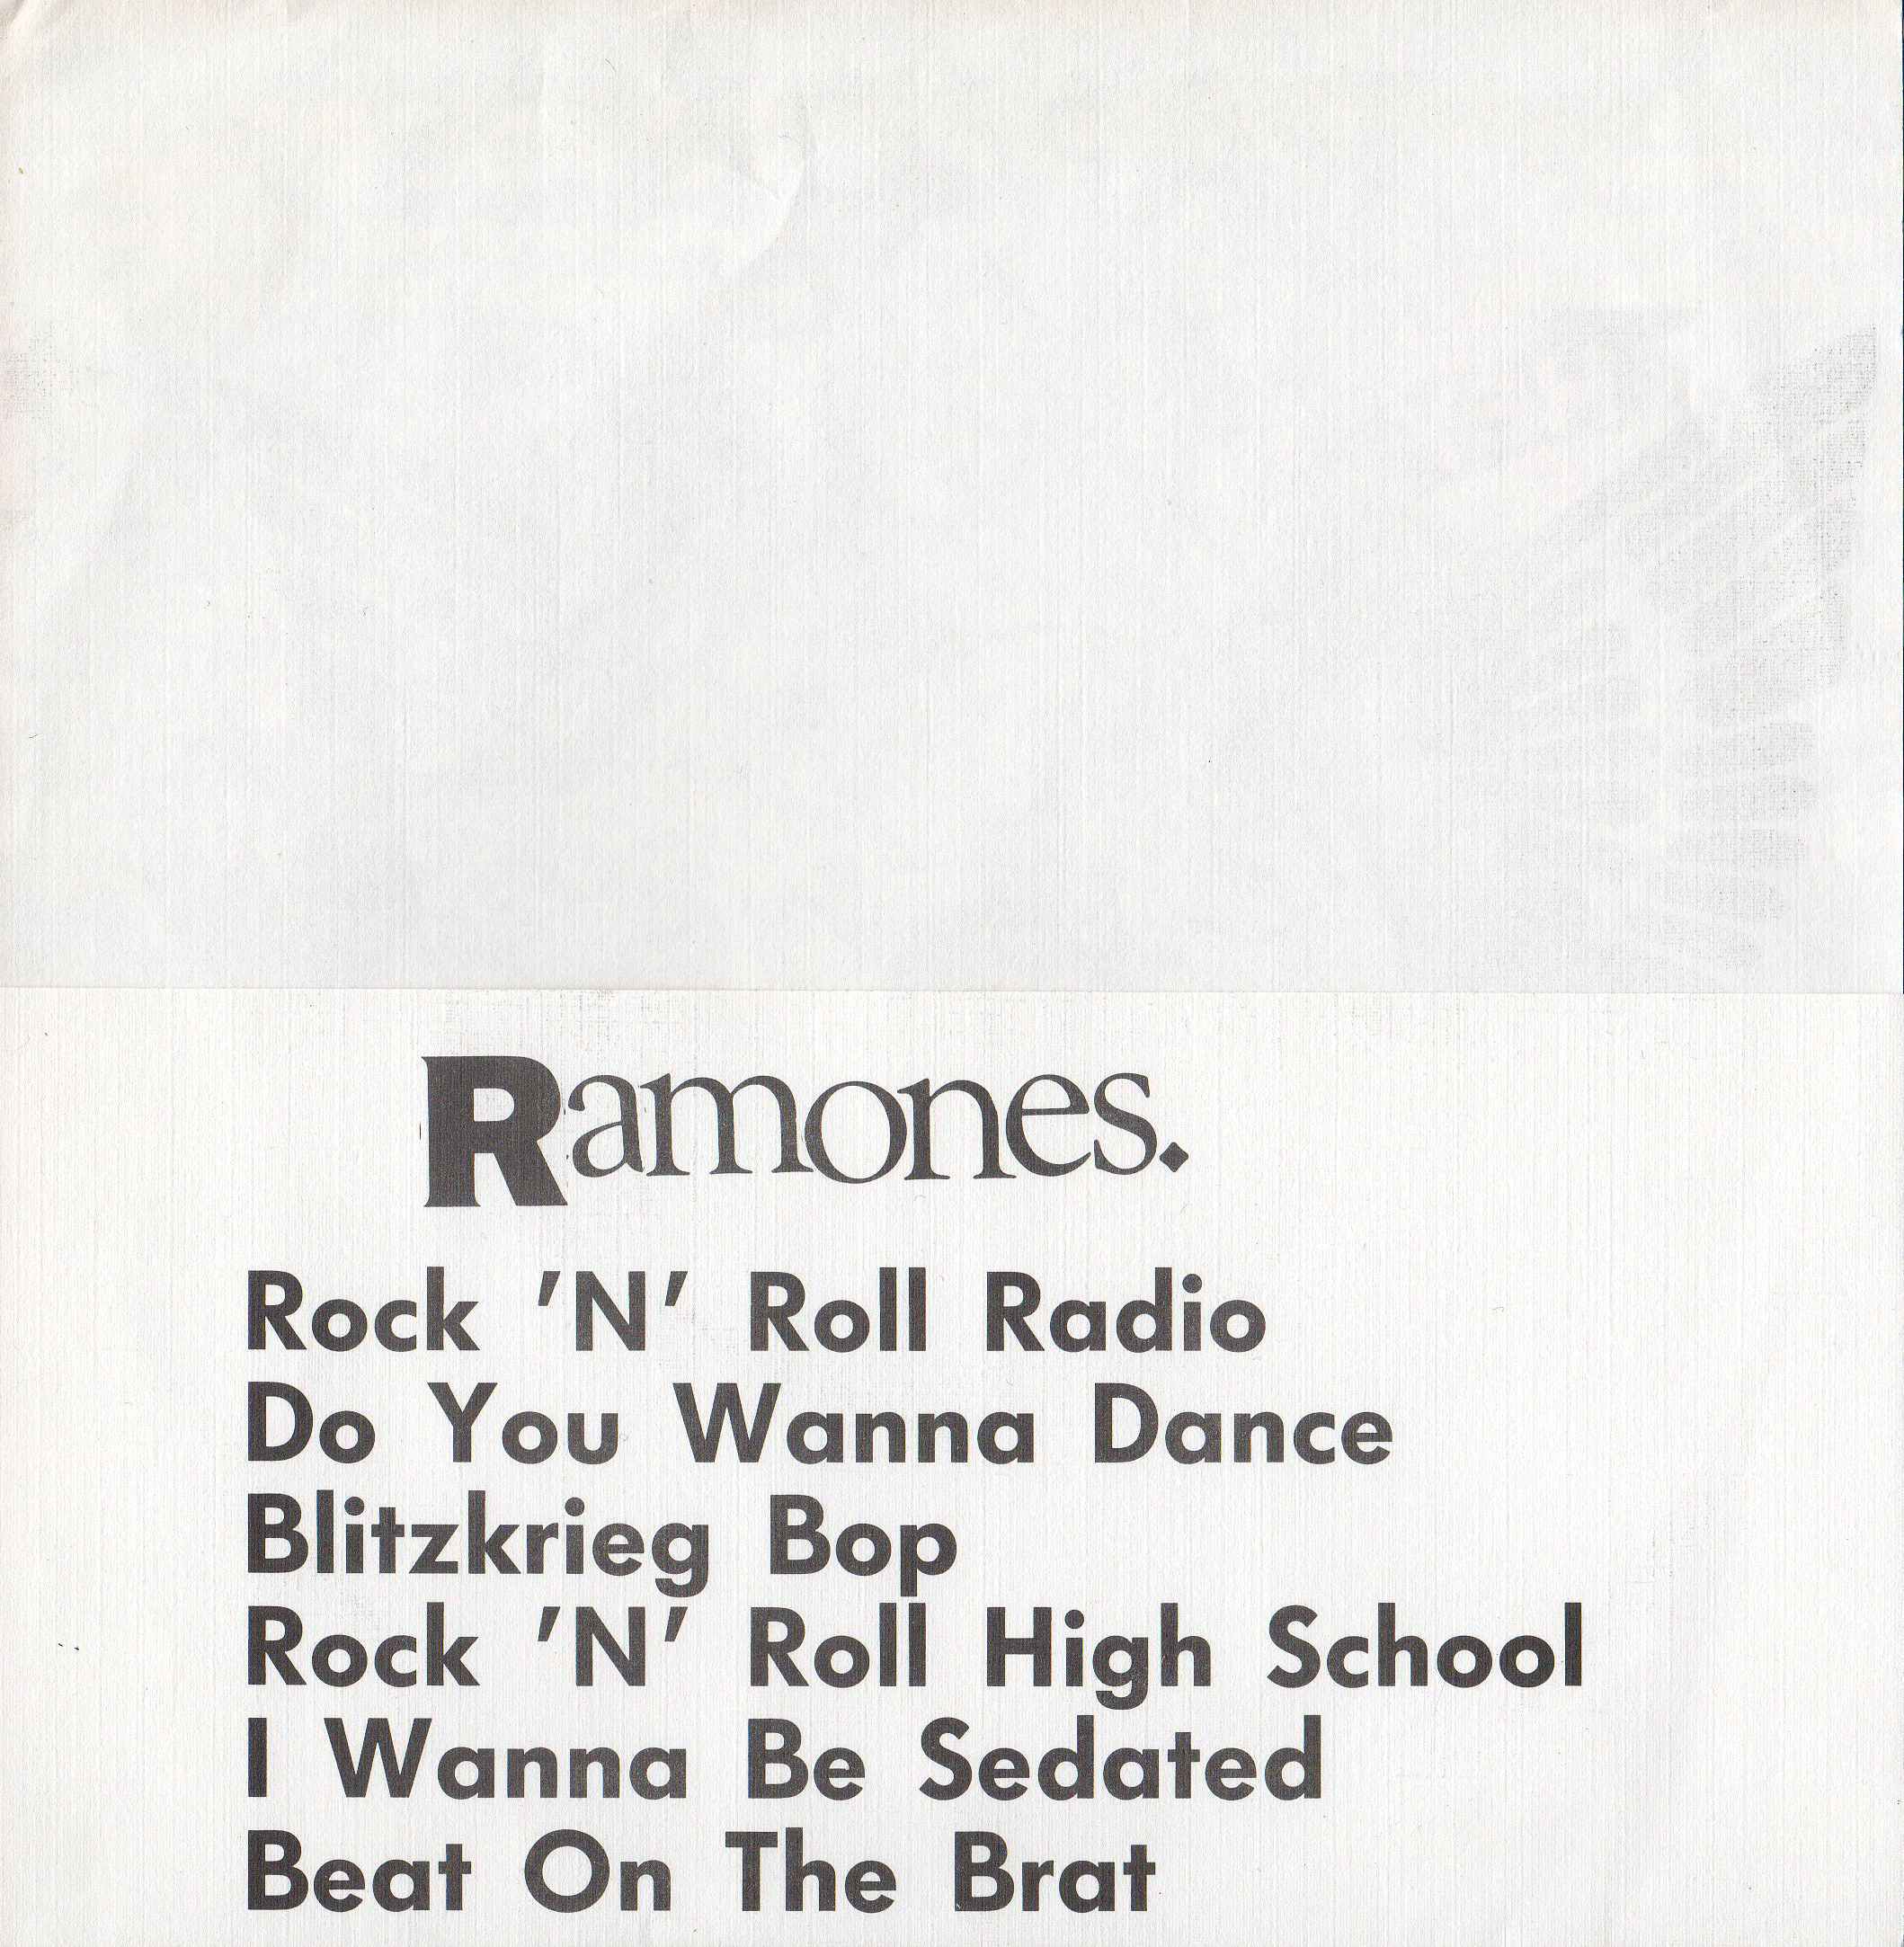 Ramones.
Rock 'N' Roll Radio
Do You Wanna Dance
Blitzkrieg Bop
Rock 'N' Roll High School
I Wanna Be Sedated
Beat On The Brat